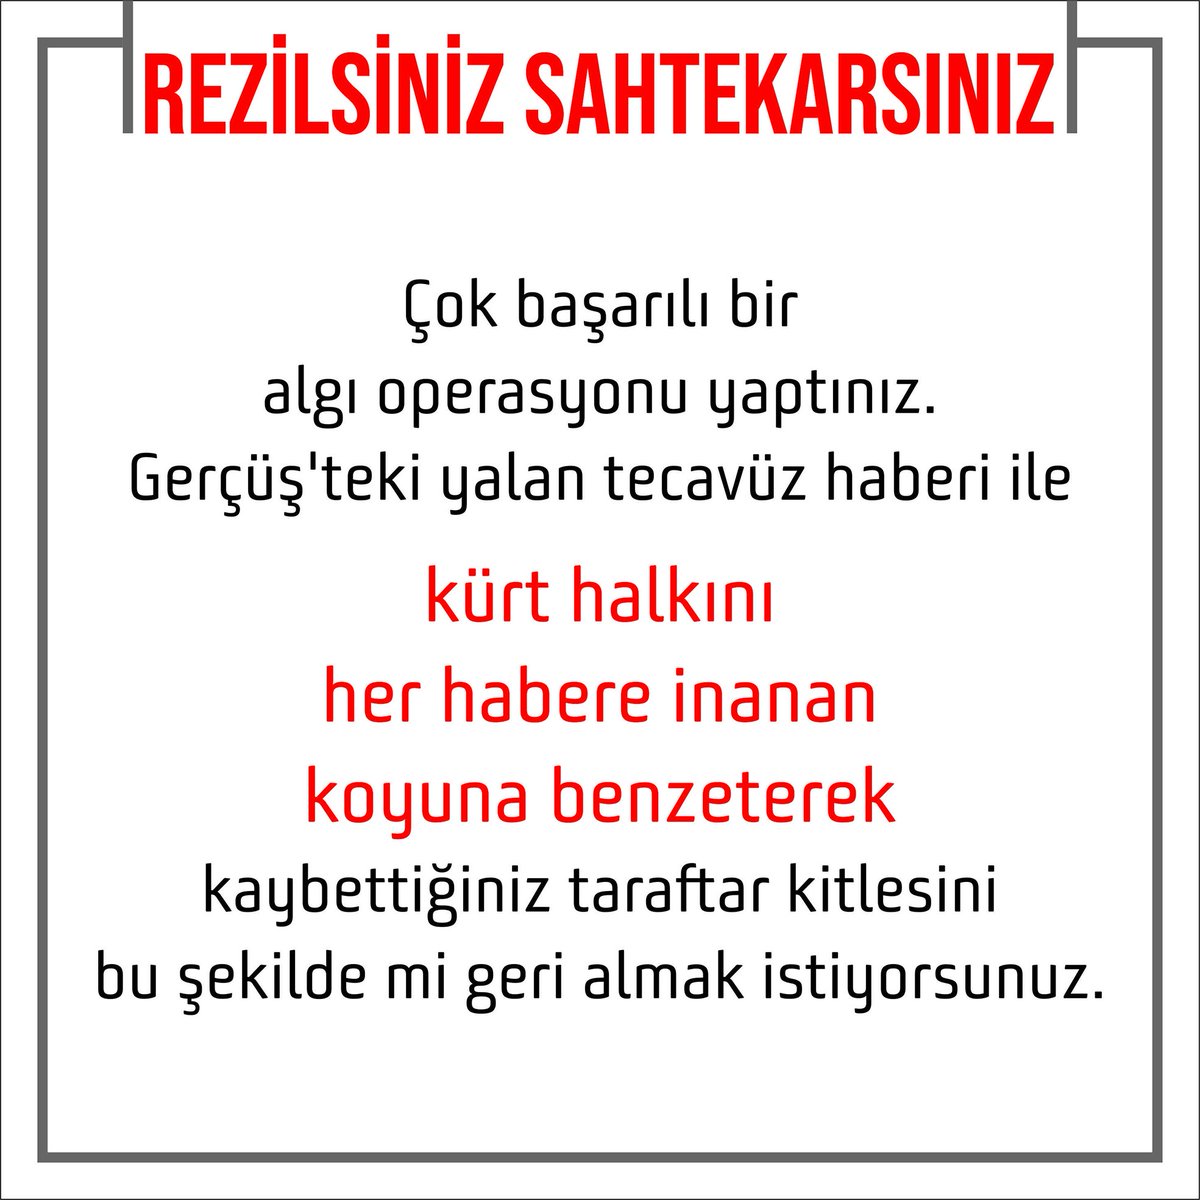 REZİLSİNİZ SAHTEKARSINIZ
Çok başarılı bir
algı operasyonu yaptınız.
Gerçüş'teki yalan tecavüz haberi ile
kürt halkını
her habere inanan
koyuna benzeterek
kaybettiğiniz taraftar kitlesini
bu şekilde mi geri almak istiyorsunuz.